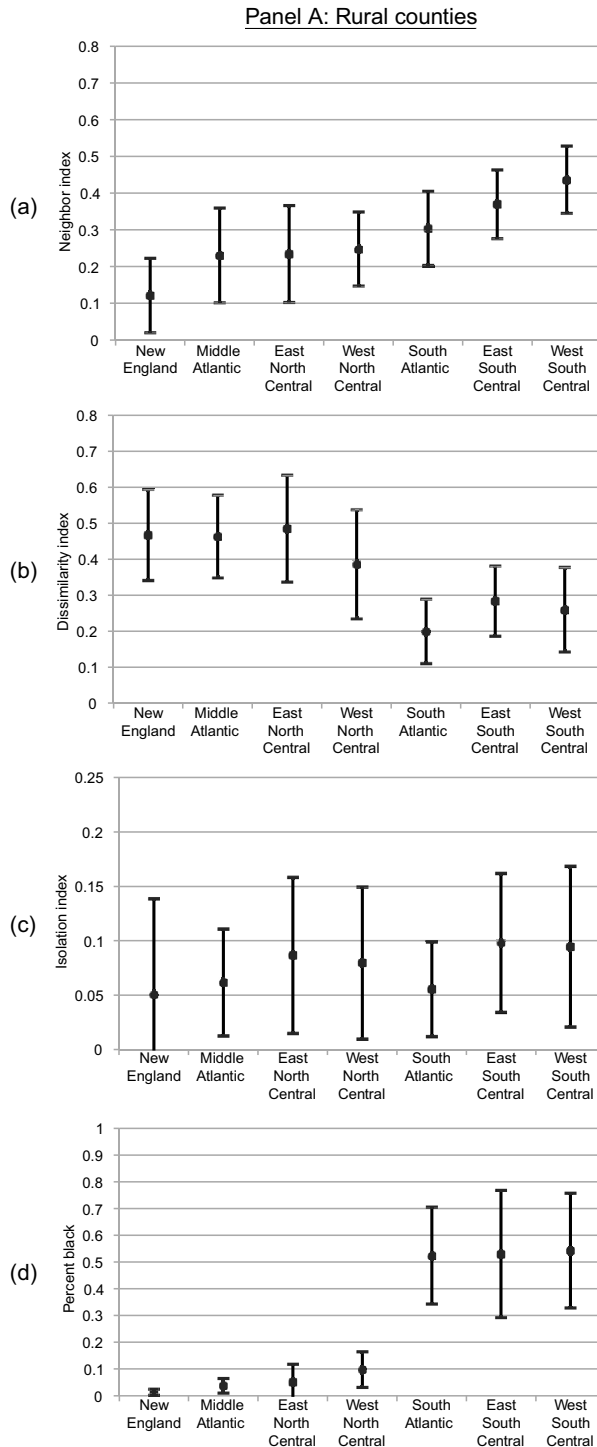 Panel A: Rural counties
(a)
Neighbor index
0.8
0.7
0.6
0.5
0.4
0.3
0.2
0.1
0
New England
Middle Atlantic
East North Central
West North Central
South Atlantic
East South Central
West South Central
(b)
Dissimilarity index
0.8
0.7
0.6
0.5
0.4
0.3
0.2
0.1
0
New England
Middle Atlantic
East North Central
West North Central
South Atlantic
East South Central
West South Central
(c)
Isolation index
0.25
0.2
0.15
0.1
0.05
0
New England
Middle Atlantic
East North Central
West North Central
South Atlantic
East South Central
West South Central
(d)
Percent black
1
0.9
0.8
0.7
0.6
0.5
0.4
0.3
0.2
0.1
0
New England
Middle Atlantic
East North Central
West North Central
South Atlantic
East South Central
West South Central